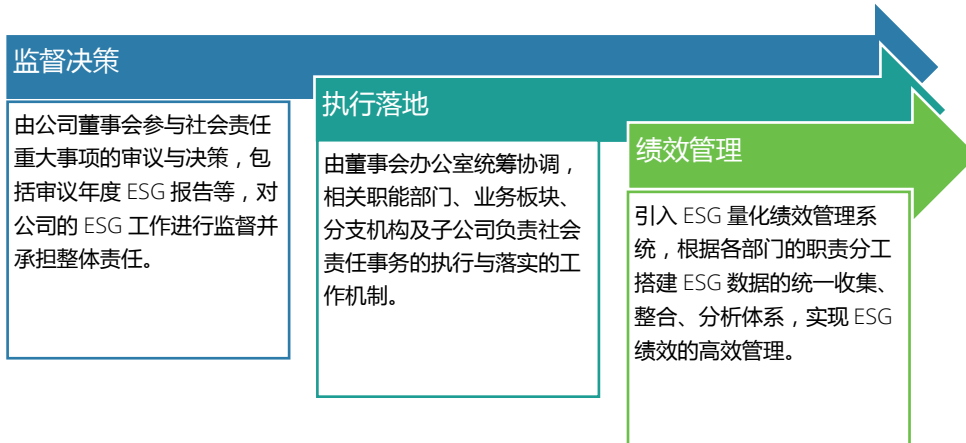 监督决策
由公司董事会参与社会责任
重大事项的审议与决策，包
括审议年度 ESG 报告等，对
公司的 ESG 工作进行监督并
承担整体责任。
执行落地
由董事会办公室统筹协调，
相关职能部门、业务板块、
分支机构及子公司负责社会
责任事务的执行与落实的工
作机制。
绩效管理
引入 ESG 量化绩效管理系
统，根据各部门的职责分工
搭建 ESG 数据的统一收集、
整合、分析体系，实现 ESG
绩效的高效管理。